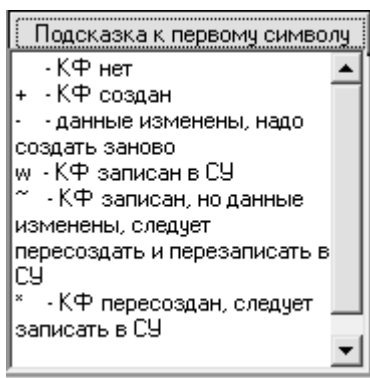 Подсказка к первому символу
- КФ нет
+ - КФ создан
- - данные изменены, надо
создать заново
w - КФ записан в СУ
~ - КФ записан, но данные
изменены, следует
пересоздать и перезаписать в
СУ
* - КФ пересоздан, следует
записать в СУ